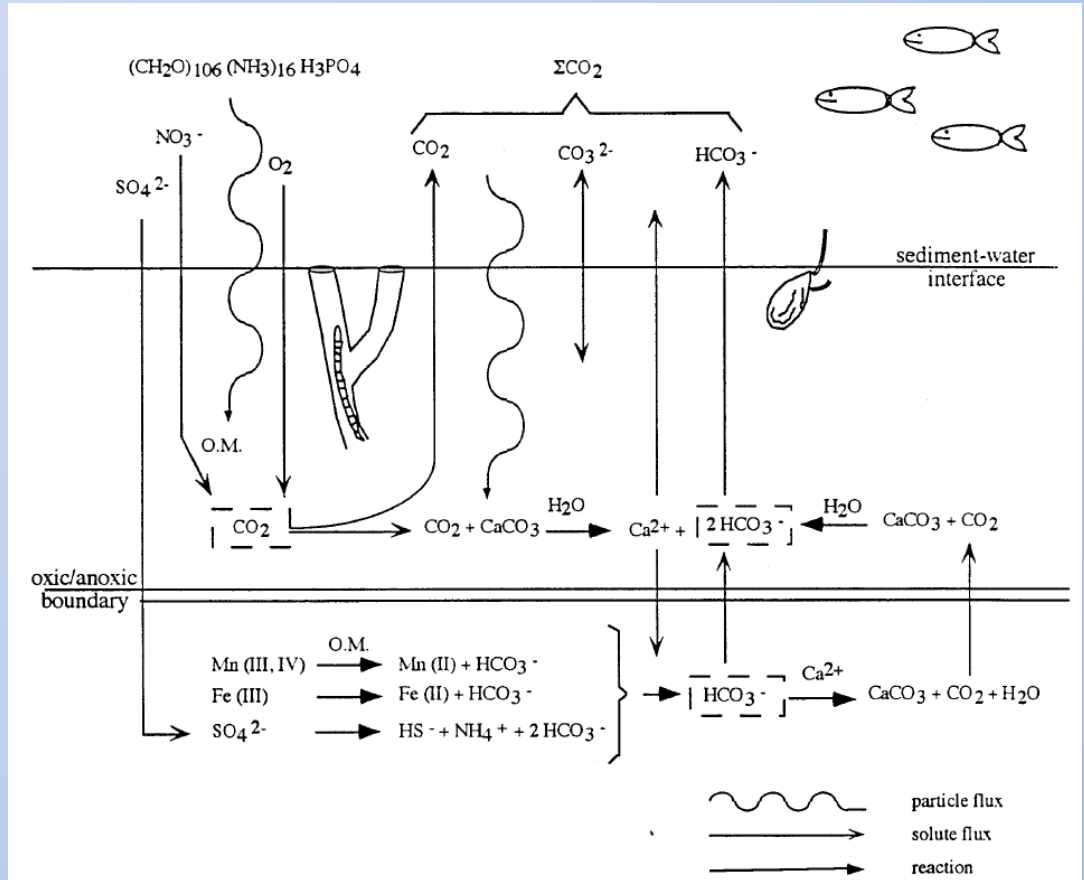 (CH2O)106 (NH3)16 H3PO4
ΣCO2
NO3 -
O2
CO2
CO3 2-
HCO3 -
SO4 2-
sediment-water
interface
O.M.
CO2
CO2 + CaCO3
H2O
Ca2+ + 2 HCO3 -
H2O
CaCO3 + CO2
oxic/anoxic
boundary
O.M.
Mn (III, IV) Mn (II) + HCO3 -
Fe (III) Fe (II) + HCO3 -
SO4 2- HS - + NH4 + + 2 HCO3 -
HCO3 -
Ca2+
CaCO3 + CO2 + H2O
particle flux
solute flux
reaction